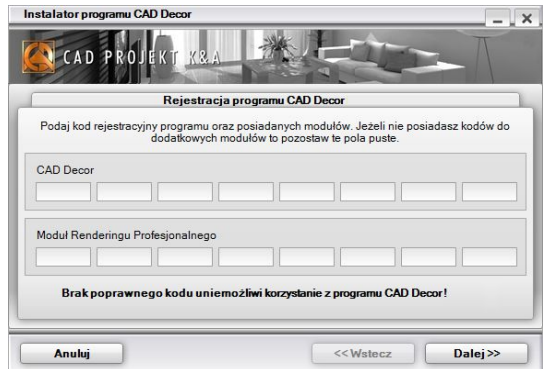 Instalator programu CAD Decor
CAD PROJEKT K&A
Rejestracja programu CAD Decor
Podaj kod rejestracyjny programu oraz posiadanych modułów. Jeżeli nie posiadasz kodów do
dodatkowych modułów to pozostaw te pola puste.
CAD Decor
Moduł Renderingu Profesjonalnego
Brak poprawnego kodu uniemożliwi korzystanie z programu CAD Decor!
Anuluj
<< Wstecz
Dalej >>